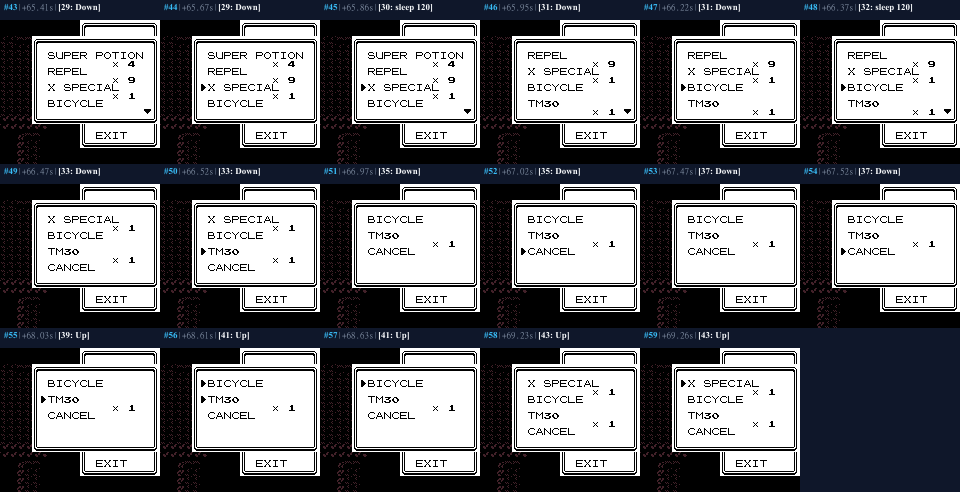 #43 | +65.41s | [29: Down]
SUPER POTION
× 4
REPEL
× 9
X SPECIAL
× 1
BICYCLE
EXIT
#44 | +65.67s | [29: Down]
SUPER POTION
× 4
REPEL
× 9
X SPECIAL
× 1
BICYCLE
EXIT
#45 | +65.86s | [30: sleep 120]
SUPER POTION
× 4
REPEL
× 9
X SPECIAL
× 1
BICYCLE
EXIT
#46 | +65.95s | [31: Down]
REPEL
× 9
X SPECIAL
× 1
BICYCLE
TM30
× 1
EXIT
#47 | +66.22s | [31: Down]
REPEL
× 9
X SPECIAL
× 1
BICYCLE
TM30
× 1
EXIT
#48 | +66.37s | [32: sleep 120]
REPEL
× 9
X SPECIAL
× 1
BICYCLE
TM30
× 1
EXIT
#49 | +66.47s | [33: Down]
X SPECIAL
× 1
BICYCLE
TM30
× 1
CANCEL
EXIT
#50 | +66.52s | [33: Down]
X SPECIAL
× 1
BICYCLE
TM30
× 1
CANCEL
EXIT
#51 | +66.97s | [35: Down]
BICYCLE
TM30
× 1
CANCEL
EXIT
#52 | +67.02s | [35: Down]
BICYCLE
TM30
× 1
CANCEL
EXIT
#53 | +67.47s | [37: Down]
BICYCLE
TM30
× 1
CANCEL
EXIT
#54 | +67.52s | [37: Down]
BICYCLE
TM30
× 1
CANCEL
EXIT
#55 | +68.03s | [39: Up]
BICYCLE
TM30
× 1
CANCEL
EXIT
#56 | +68.61s | [41: Up]
BICYCLE
TM30
× 1
CANCEL
EXIT
#57 | +68.63s | [41: Up]
BICYCLE
TM30
× 1
CANCEL
EXIT
#58 | +69.23s | [43: Up]
X SPECIAL
× 1
BICYCLE
TM30
× 1
CANCEL
EXIT
#59 | +69.26s | [43: Up]
X SPECIAL
× 1
BICYCLE
TM30
× 1
CANCEL
EXIT